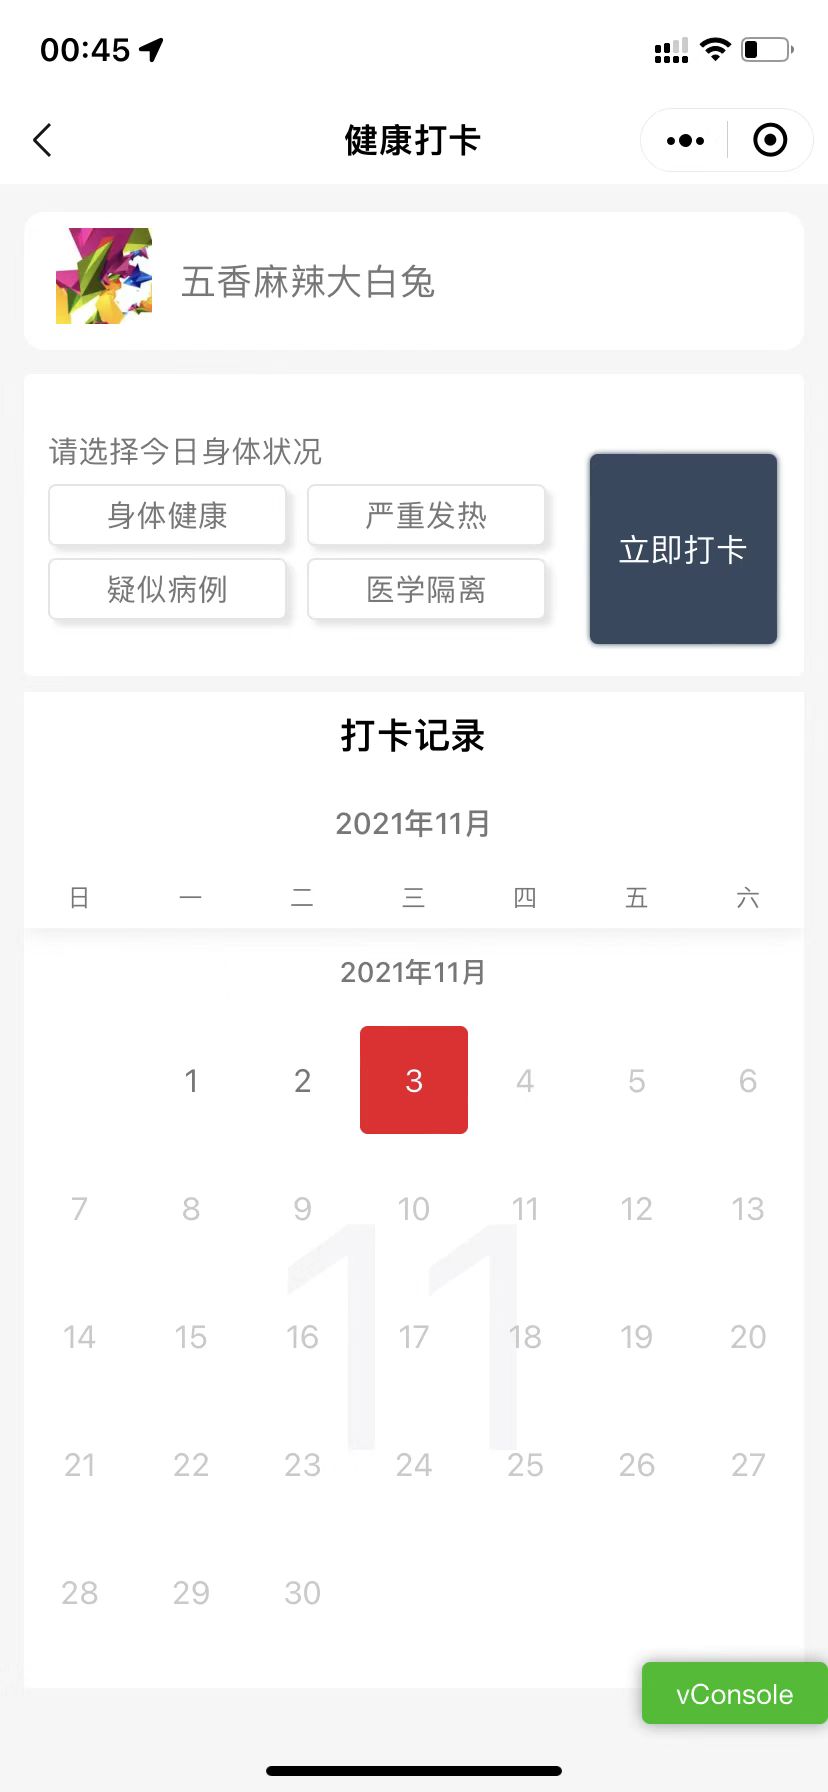 00:45
健康打卡
五香麻辣大白兔
请选择今日身体状况
身体健康 严重发热
疑似病例 医学隔离
立即打卡
打卡记录
2021年11月
日 一 二 三 四 五 六
2021年11月
1 2 3 4 5 6
7 8 9 10 11 12 13
14 15 16 17 18 19 20
21 22 23 24 25 26 27
28 29 30
11
vConsole